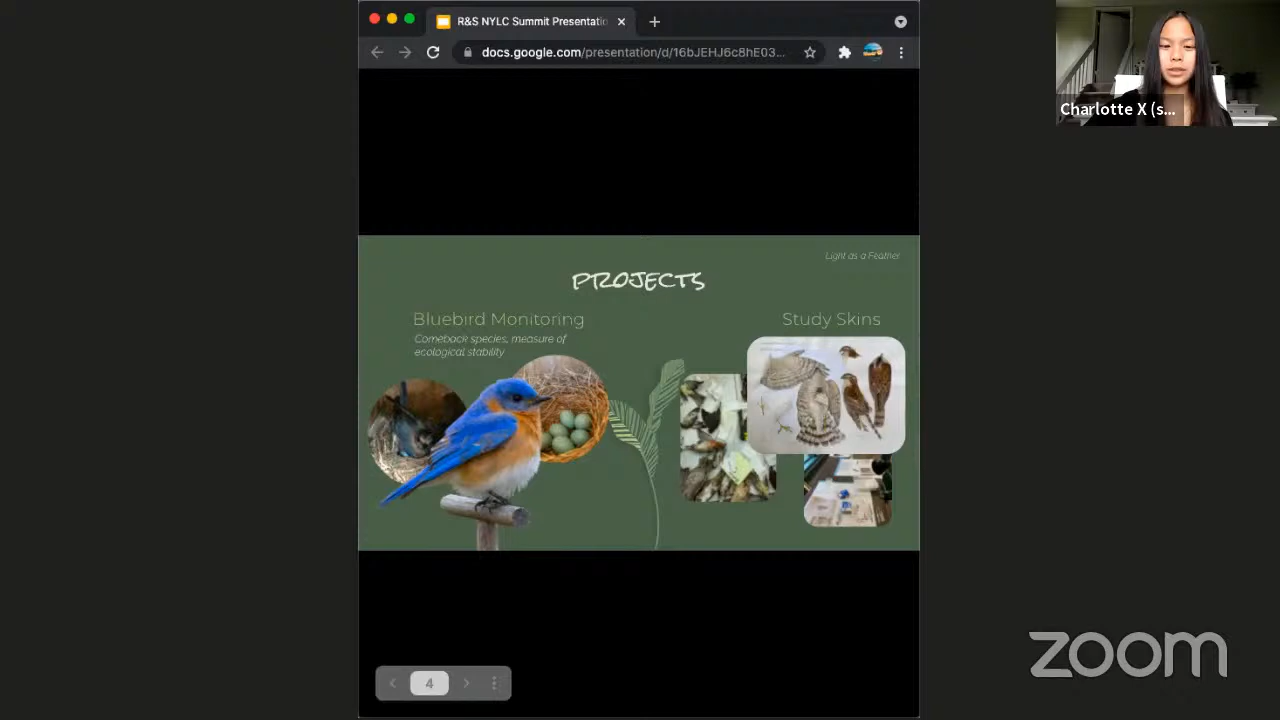 R&S NYLC Summit Presentatio
docs.google.com/presentation/d/16bJEHJ6c8hE03...
Charlotte X (s...
Light as a Feather
PROJECTS
Bluebird Monitoring
Comeback species, measure of
ecological stability
Study Skins
4
zoom